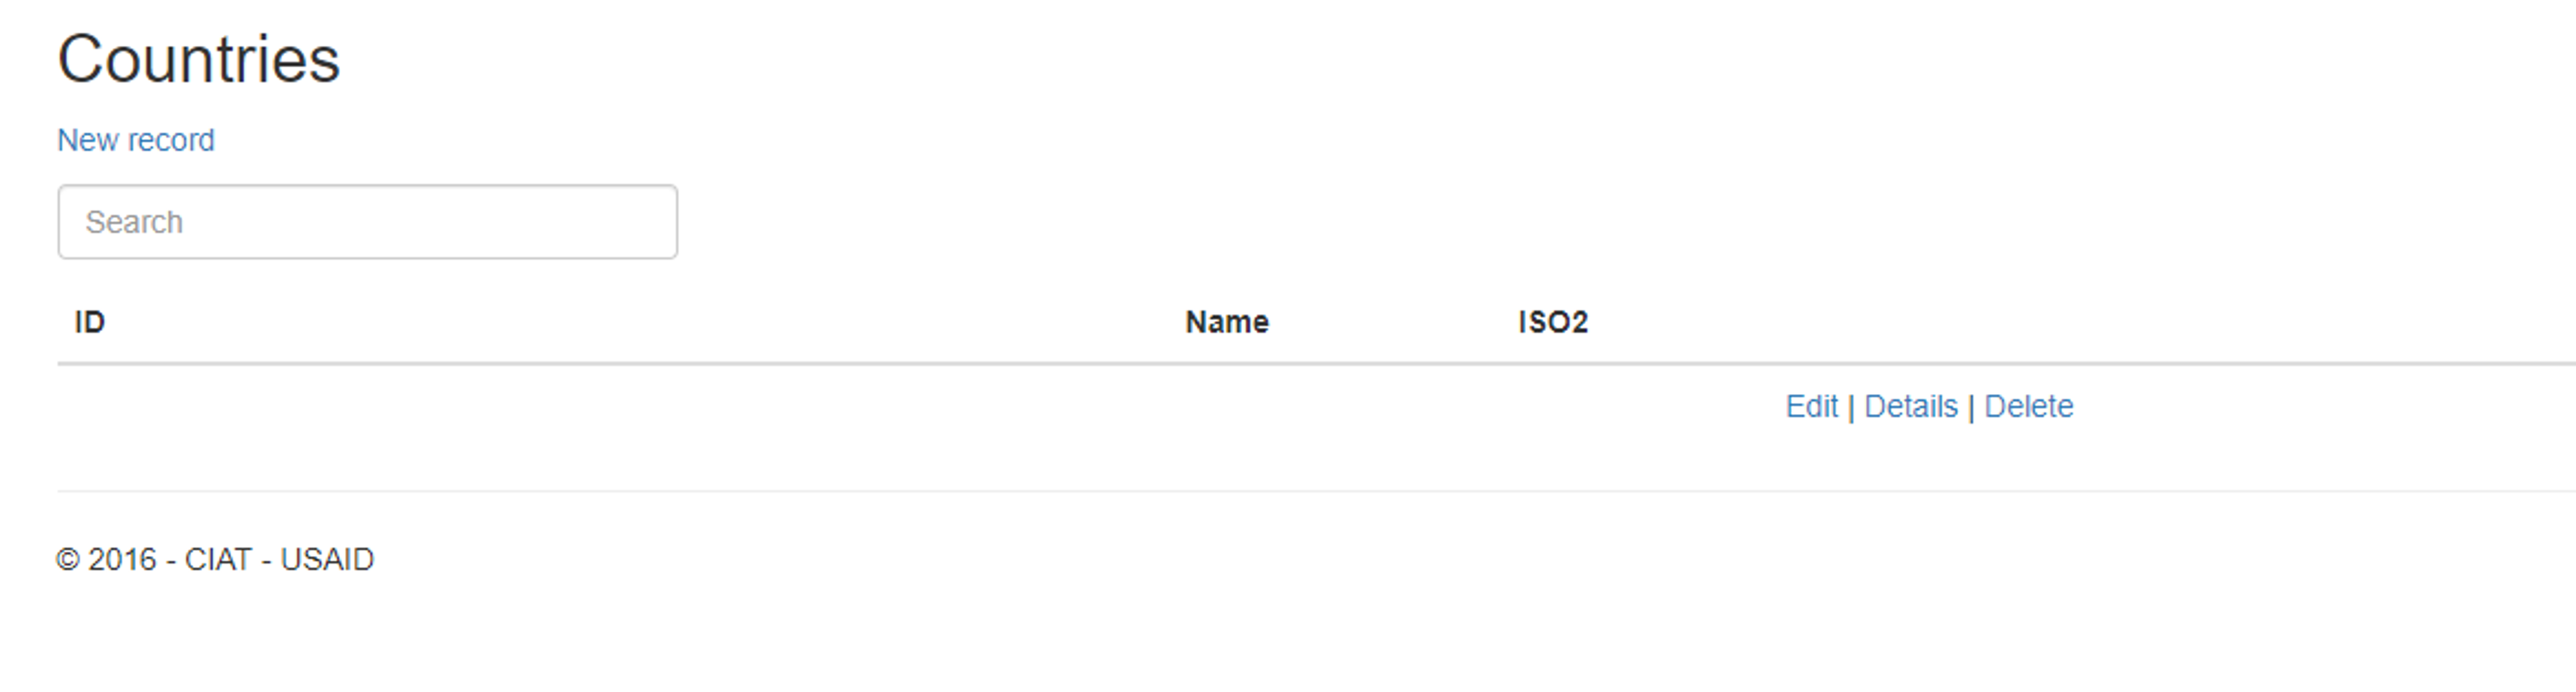 Countries
New record
Search
ID Name ISO2
Edit | Details | Delete
© 2016 - CIAT - USAID